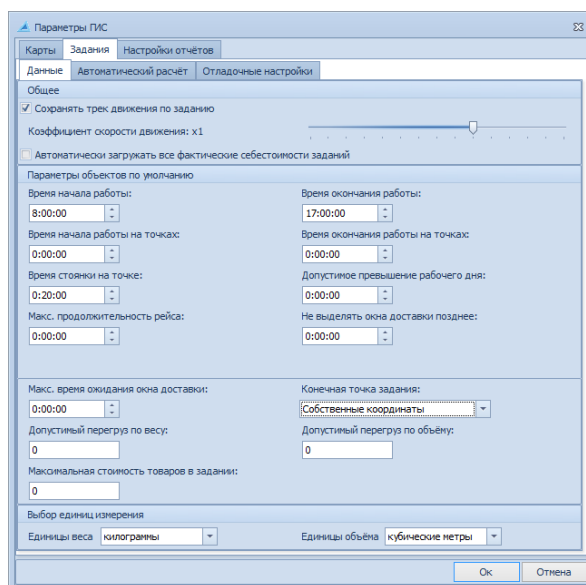 Параметры ГИС
Карты Задания Настройки отчётов
Данные Автоматический расчёт Отладочные настройки
Общее
Сохранять трек движения по заданию
Коэффициент скорости движения: x1
Автоматически загружать все фактические себестоимости заданий
Параметры объектов по умолчанию
Время начала работы: Время окончания работы:
8:00:00 17:00:00
Время начала работы на точках: Время окончания работы на точках:
0:00:00 0:00:00
Время стоянки на точке: Допустимое превышение рабочего дня:
0:20:00 0:00:00
Макс. продолжительность рейса: Не выделять окна доставки позднее:
0:00:00 0:00:00
Макс. время ожидания окна доставки: Конечная точка задания:
0:00:00 Собственные координаты
Допустимый перегруз по весу: Допустимый перегруз по объёму:
0 0
Максимальная стоимость товаров в задании:
0
Выбор единиц измерения
Единицы веса килограммы Единицы объёма кубические метры
Ок Отмена